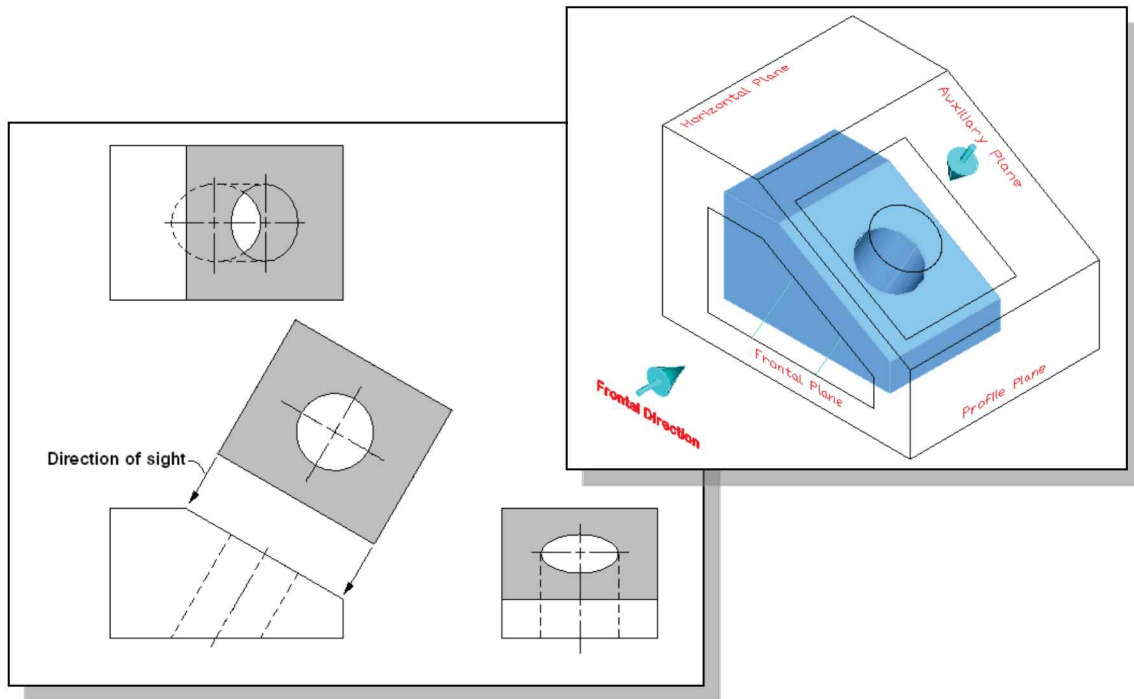 Direction of sight
Horizontal Plane
Auxiliary Plane
Frontal Plane
Profile Plane
Frontal Direction